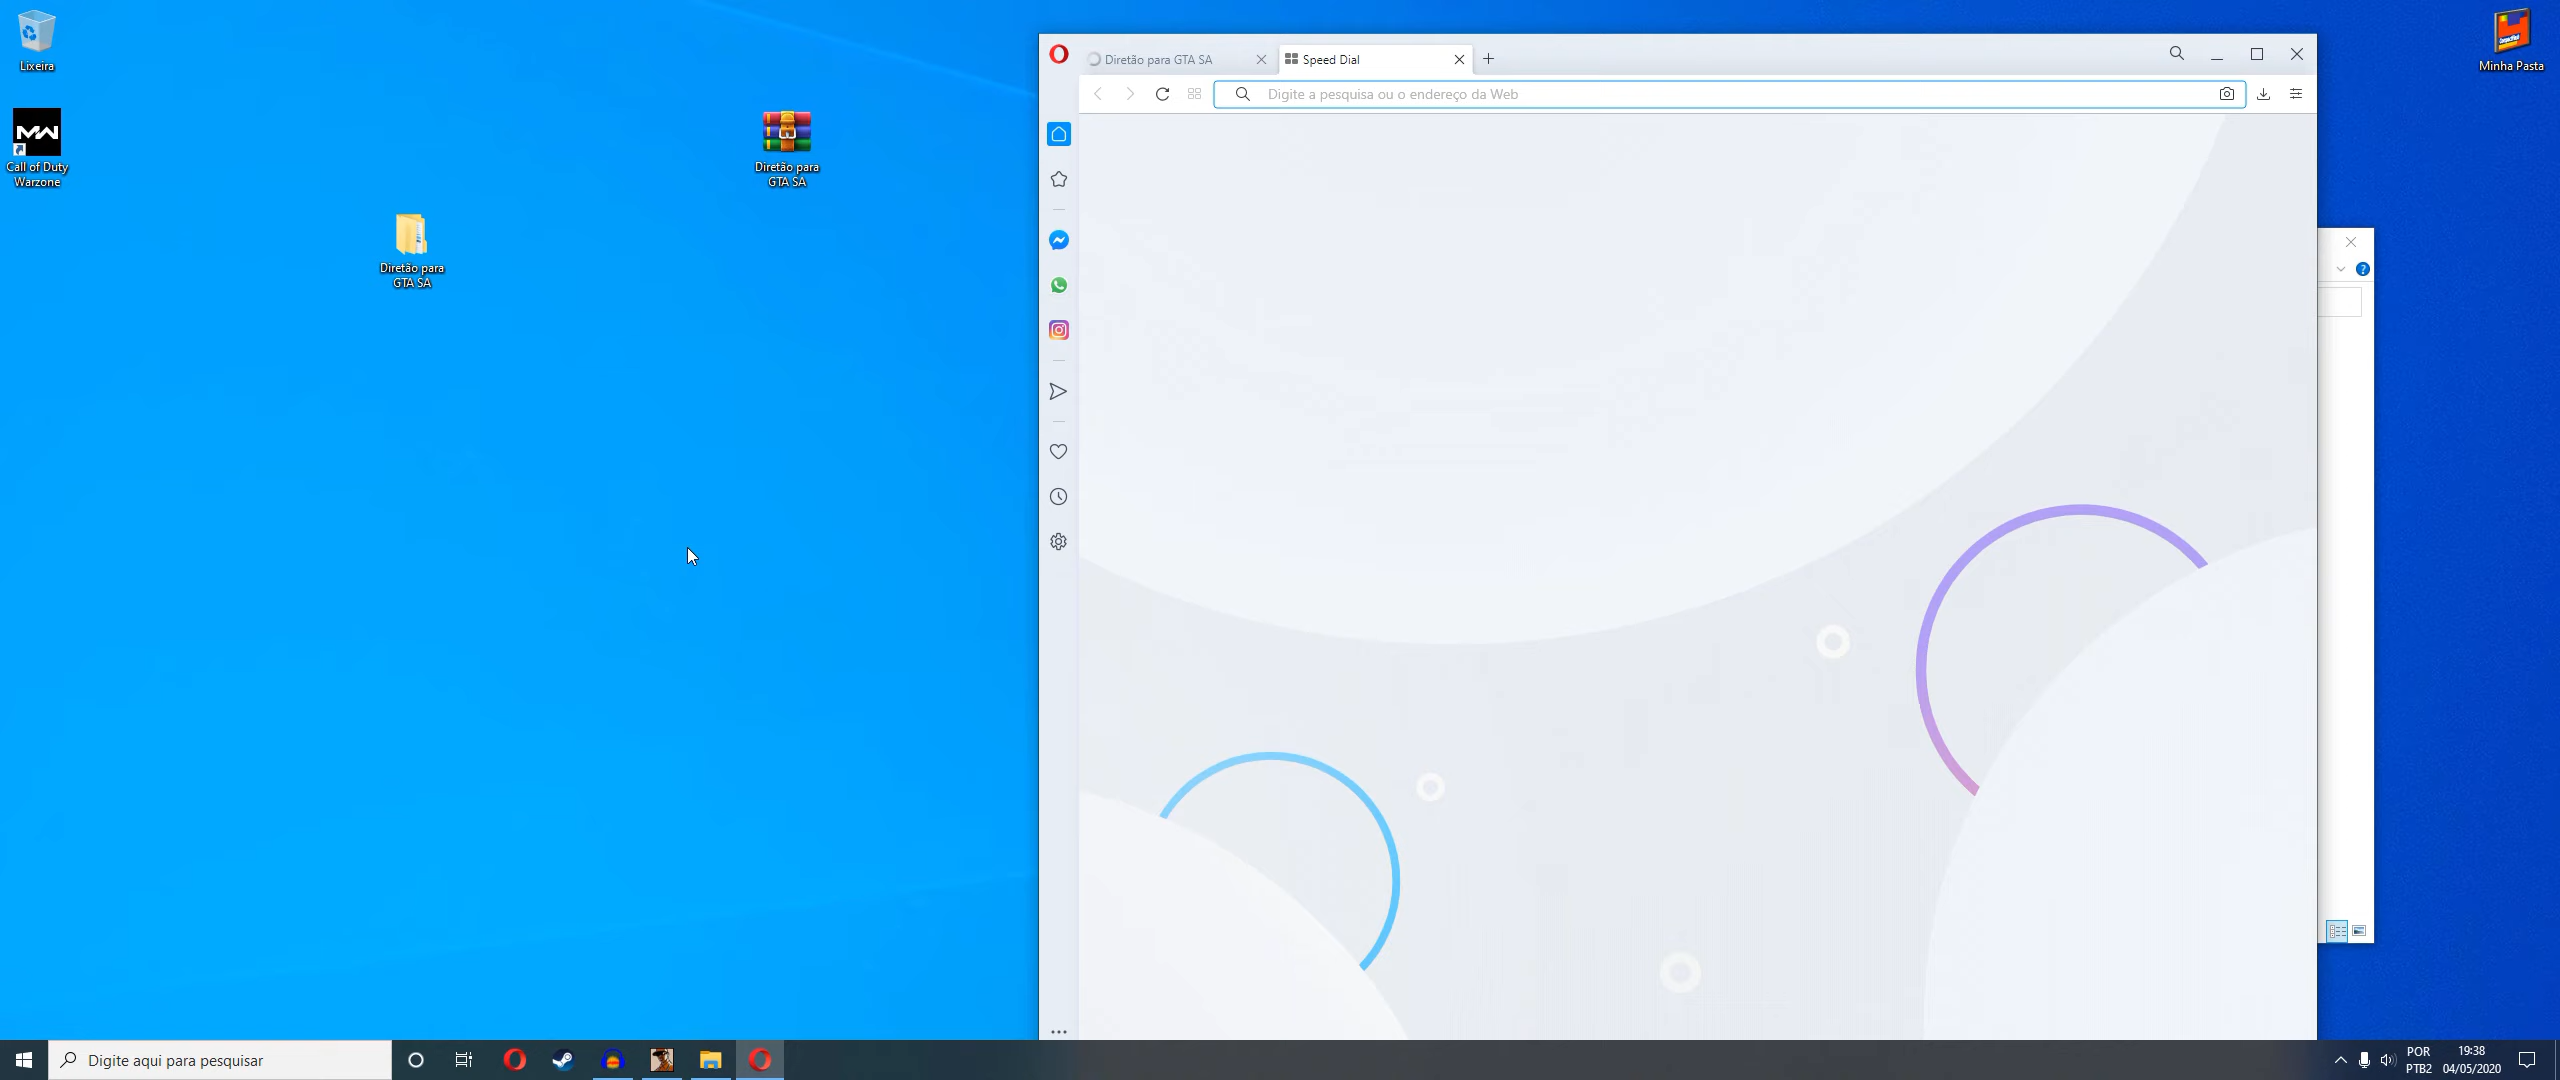 Lixeira
Call of Duty
Warzone
Diretão para
GTA SA
Diretão para
GTA SA
Diretão para GTA SA
Speed Dial
Digite a pesquisa ou o endereço da Web
Minha Pasta
Digite aqui para pesquisar
POR
PTB2
19:38
04/05/2020